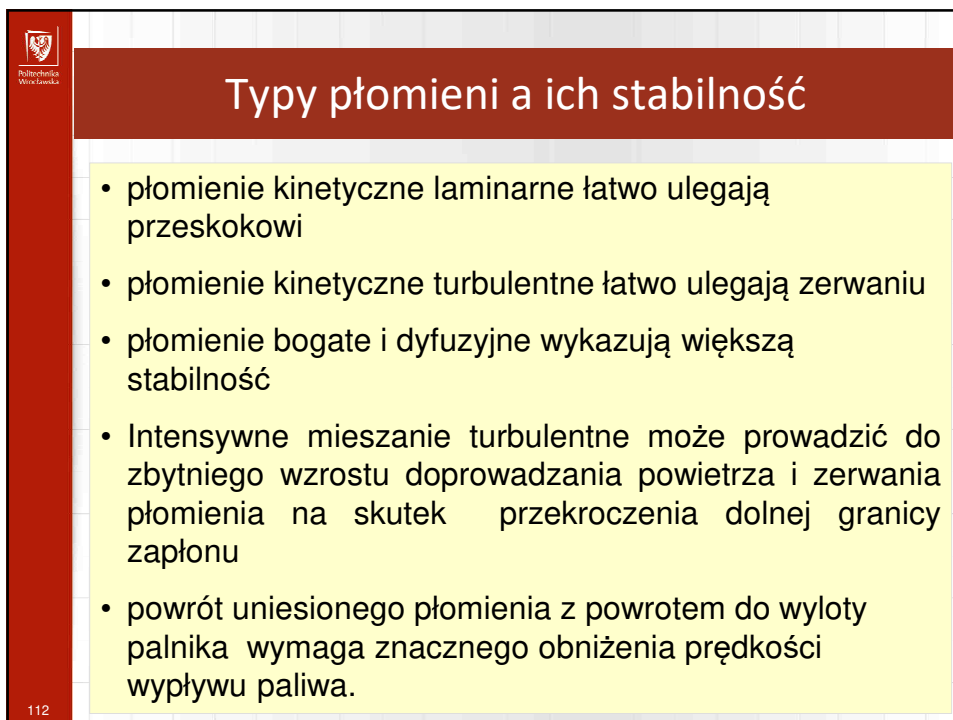 Politechnika
Wrocławska
Typy płomieni a ich stabilność
• płomienie kinetyczne laminarne łatwo ulegają
przeskokowi
• płomienie kinetyczne turbulentne łatwo ulegają zerwaniu
• płomienie bogate i dyfuzyjne wykazują większą
stabilność
• Intensywne mieszanie turbulentne może prowadzić do
zbytniego wzrostu doprowadzania powietrza i zerwania
płomienia na skutek przekroczenia dolnej granicy
zapłonu
• powrót uniesionego płomienia z powrotem do wyloty
palnika wymaga znacznego obniżenia prędkości
wypływu paliwa.
112